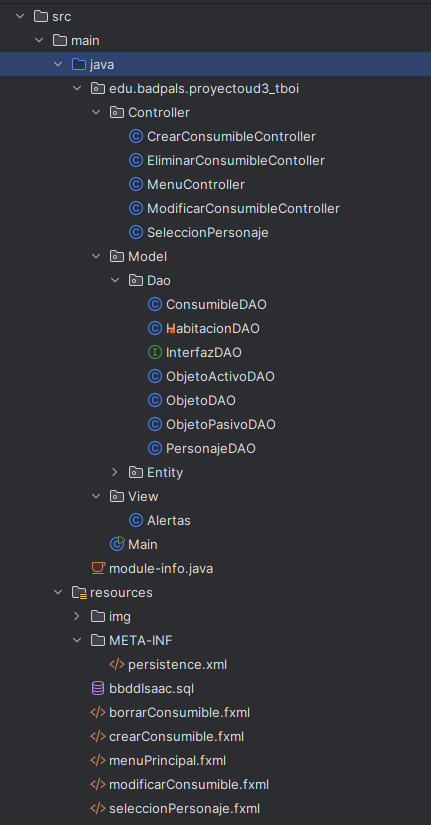 src
main
java
edu.badpals.proyectoud3_tboi
Controller
CrearConsumibleController
EliminarConsumibleContoller
MenuController
ModificarConsumibleController
SeleccionPersonaje
Model
Dao
ConsumibleDAO
HabitacionDAO
InterfazDAO
ObjetoActivoDAO
ObjetoDAO
ObjetoPasivoDAO
PersonajeDAO
Entity
View
Alertas
Main
module-info.java
resources
img
META-INF
persistence.xml
bbddIsaac.sql
borrarConsumible.fxml
crearConsumible.fxml
menuPrincipal.fxml
modificarConsumible.fxml
seleccionPersonaje.fxml